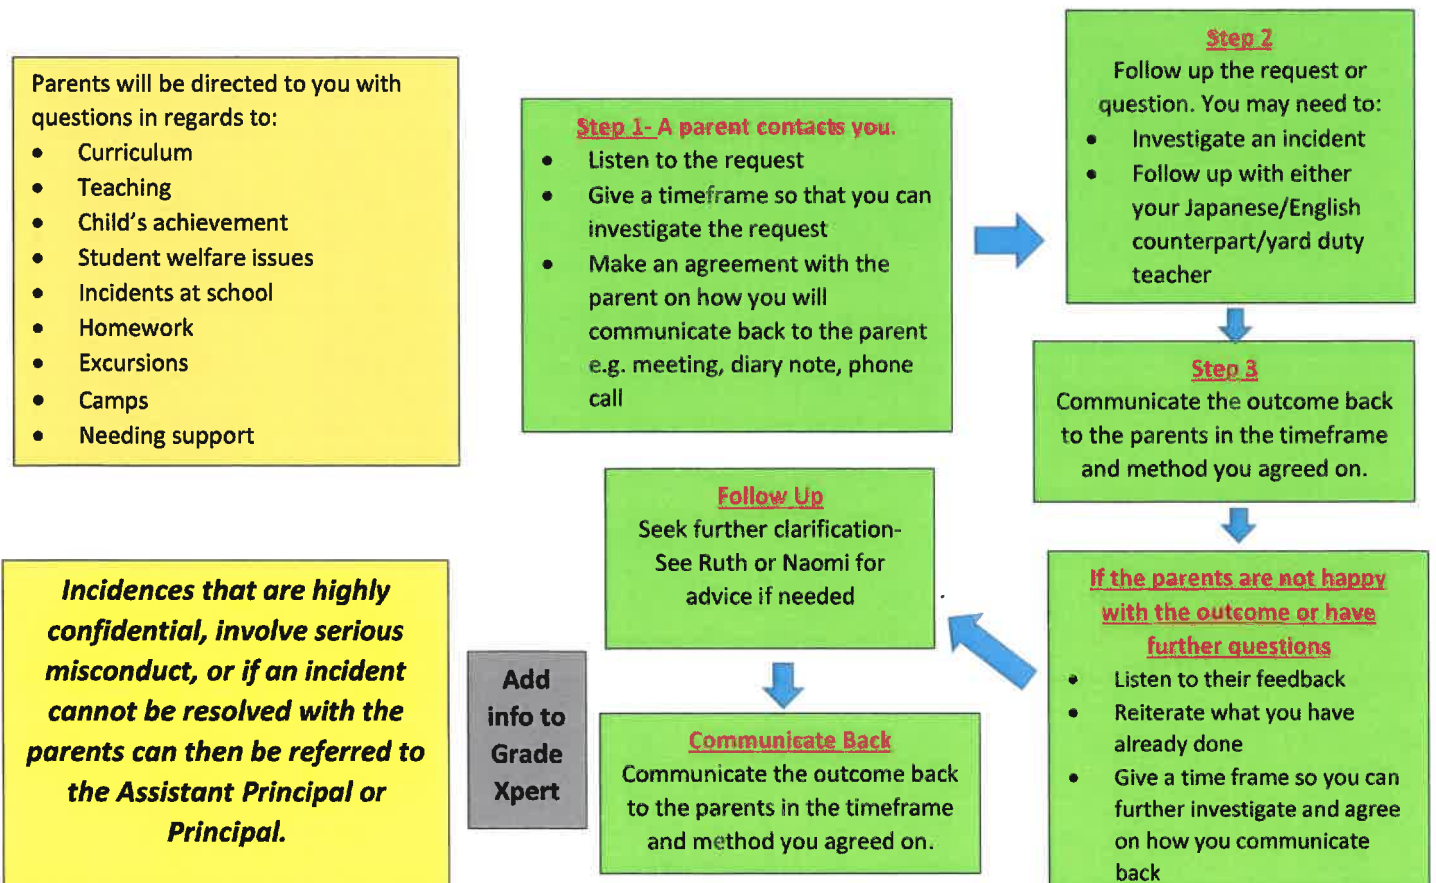 Parents will be directed to you with
questions in regards to:
• Curriculum
• Teaching
• Child's achievement
• Student welfare issues
• Incidents at school
• Homework
• Excursions
• Camps
• Needing support
Step 1- A parent contacts you.
• Listen to the request
• Give a timeframe so that you can
investigate the request
• Make an agreement with the
parent on how you will
communicate back to the parent
e.g. meeting, diary note, phone
call
Step 2
Follow up the request or
question. You may need to:
• Investigate an incident
• Follow up with either
your Japanese/English
counterpart/yard duty
teacher
Step 3
Communicate the outcome back
to the parents in the timeframe
and method you agreed on.
If the parents are not happy
with the outcome or have
further questions
• Listen to their feedback
• Reiterate what you have
already done
• Give a time frame so you can
further investigate and agree
on how you communicate
back
Follow Up
Seek further clarification-
See Ruth or Naomi for
advice if needed
Communicate Back
Communicate the outcome back
to the parents in the timeframe
and method you agreed on.
Add
info to
Grade
Xpert
Incidences that are highly
confidential, involve serious
misconduct, or if an incident
cannot be resolved with the
parents can then be referred to
the Assistant Principal or
Principal.